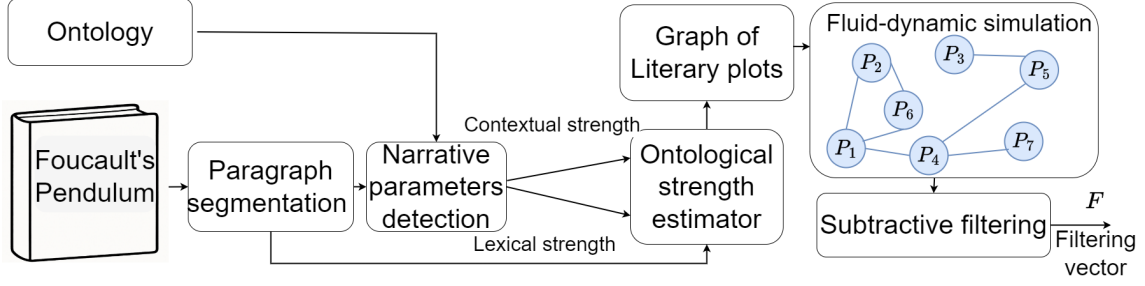 Ontology
Foucault's
Pendulum
Paragraph
segmentation
Narrative
parameters
detection
Contextual strength
Lexical strength
Ontological
strength
estimator
Graph of
Literary plots
Fluid-dynamic simulation
P2
P3
P5
P6
P1
P4
P7
Subtractive filtering
F
Filtering
vector